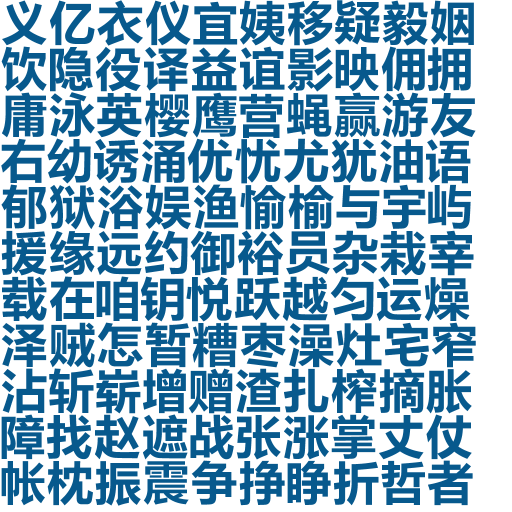 义亿衣仪宜姨移疑毅姻
饮隐役译益谊影映佣拥
庸泳英樱鹰营蝇赢游友
右幼诱涌优忧尤犹油语
郁狱浴娱渔愉榆与宇屿
援缘远约御裕员杂栽宰
载在咱钥悦跃越匀运燥
泽贼怎暂糟枣澡灶宅窄
沾斩崭增赠渣扎榨摘胀
障找赵遮战张涨掌丈仗
帐枕振震争挣睁折哲者